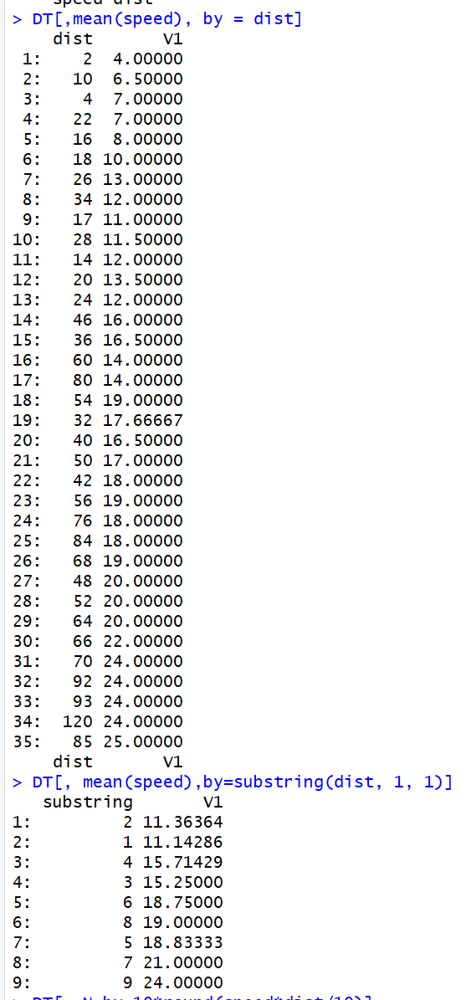 speed dist
> DT[,mean(speed), by = dist]
dist V1
1: 2 4.00000
2: 10 6.50000
3: 4 7.00000
4: 22 7.00000
5: 16 8.00000
6: 18 10.00000
7: 26 13.00000
8: 34 12.00000
9: 17 11.00000
10: 28 11.50000
11: 14 12.00000
12: 20 13.50000
13: 24 12.00000
14: 46 16.00000
15: 36 16.50000
16: 60 14.00000
17: 80 14.00000
18: 54 19.00000
19: 32 17.66667
20: 40 16.50000
21: 50 17.00000
22: 42 18.00000
23: 56 19.00000
24: 76 18.00000
25: 84 18.00000
26: 68 19.00000
27: 48 20.00000
28: 52 20.00000
29: 64 20.00000
30: 66 22.00000
31: 70 24.00000
32: 92 24.00000
33: 93 24.00000
34: 120 24.00000
35: 85 25.00000
dist V1
> DT[, mean(speed),by=substring(dist, 1, 1)]
substring V1
1: 2 11.36364
2: 1 11.14286
3: 4 15.71429
4: 3 15.25000
5: 6 18.75000
6: 8 19.00000
7: 5 18.83333
8: 7 21.00000
9: 9 24.00000